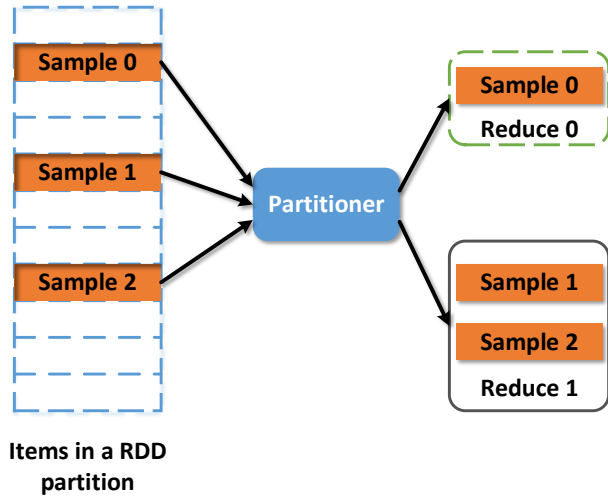 Sample 0
Sample 1
Sample 2
Items in a RDD
partition
Partitioner
Sample 0
Reduce 0
Sample 1
Sample 2
Reduce 1